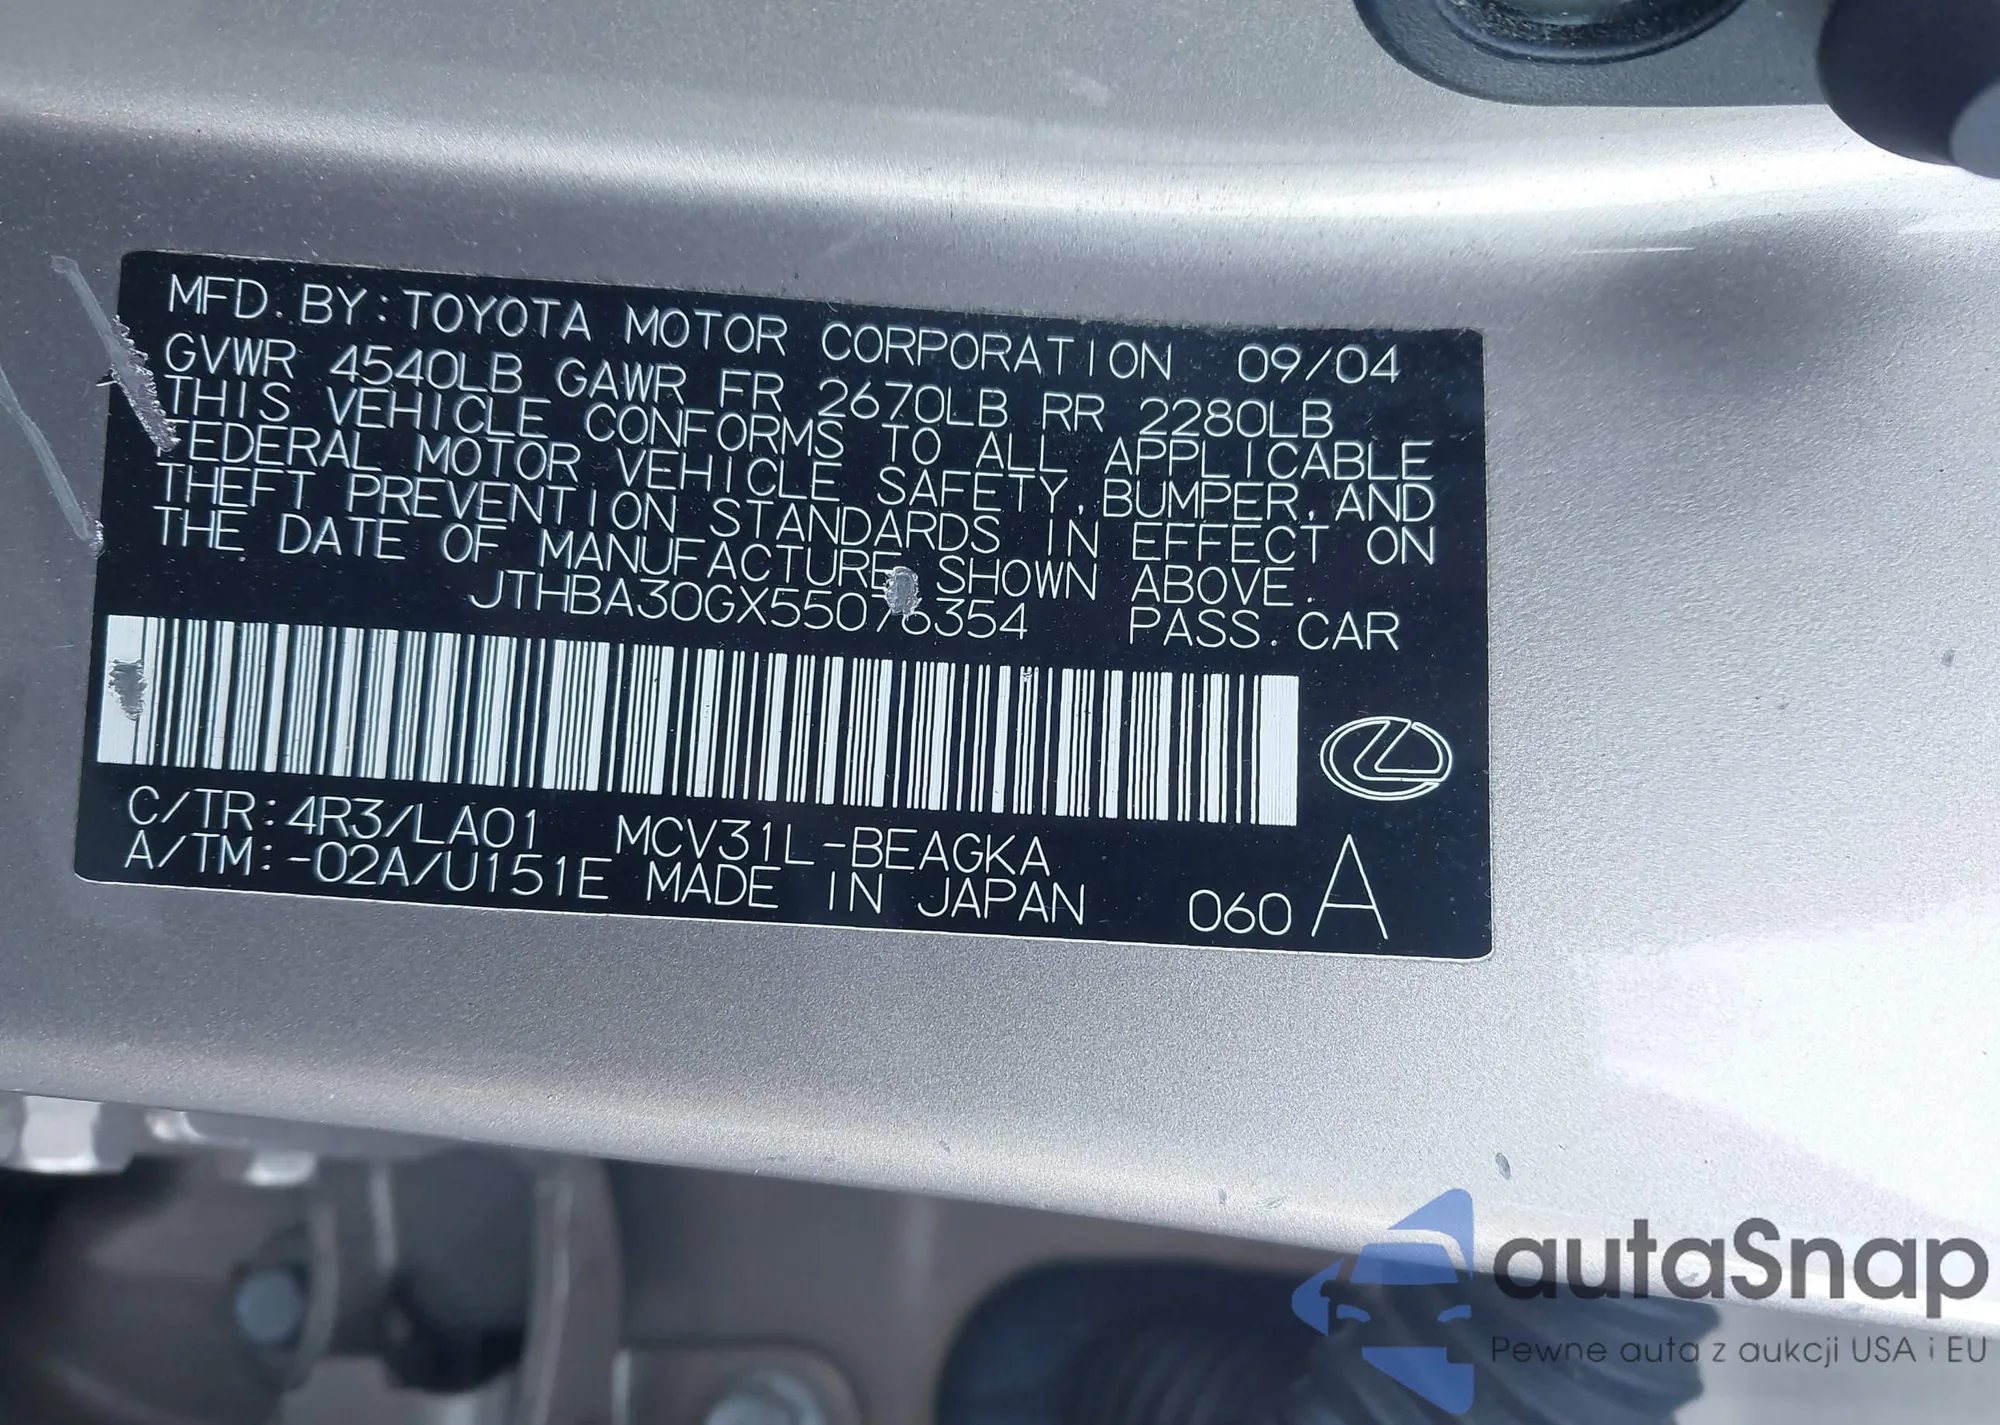 MFD. BY: TOYOTA MOTOR CORPORATION 09/04
GVWR 4540LB GAWR FR 2670LB RR 2280LB
THIS VEHICLE CONFORMS TO ALL APPLICABLE
FEDERAL MOTOR VEHICLE SAFETY, BUMPER, AND
THEFT PREVENTION STANDARDS IN EFFECT ON
THE DATE OF MANUFACTURE SHOWN ABOVE.
JTHBA30GX55076354 PASS. CAR
C/TR: 4R3/LA01 MCV31L-BEAGKA
A/TM: -02A/U151E MADE IN JAPAN 060 A
autaSnap
Pewne auta z aukcji USA i EU